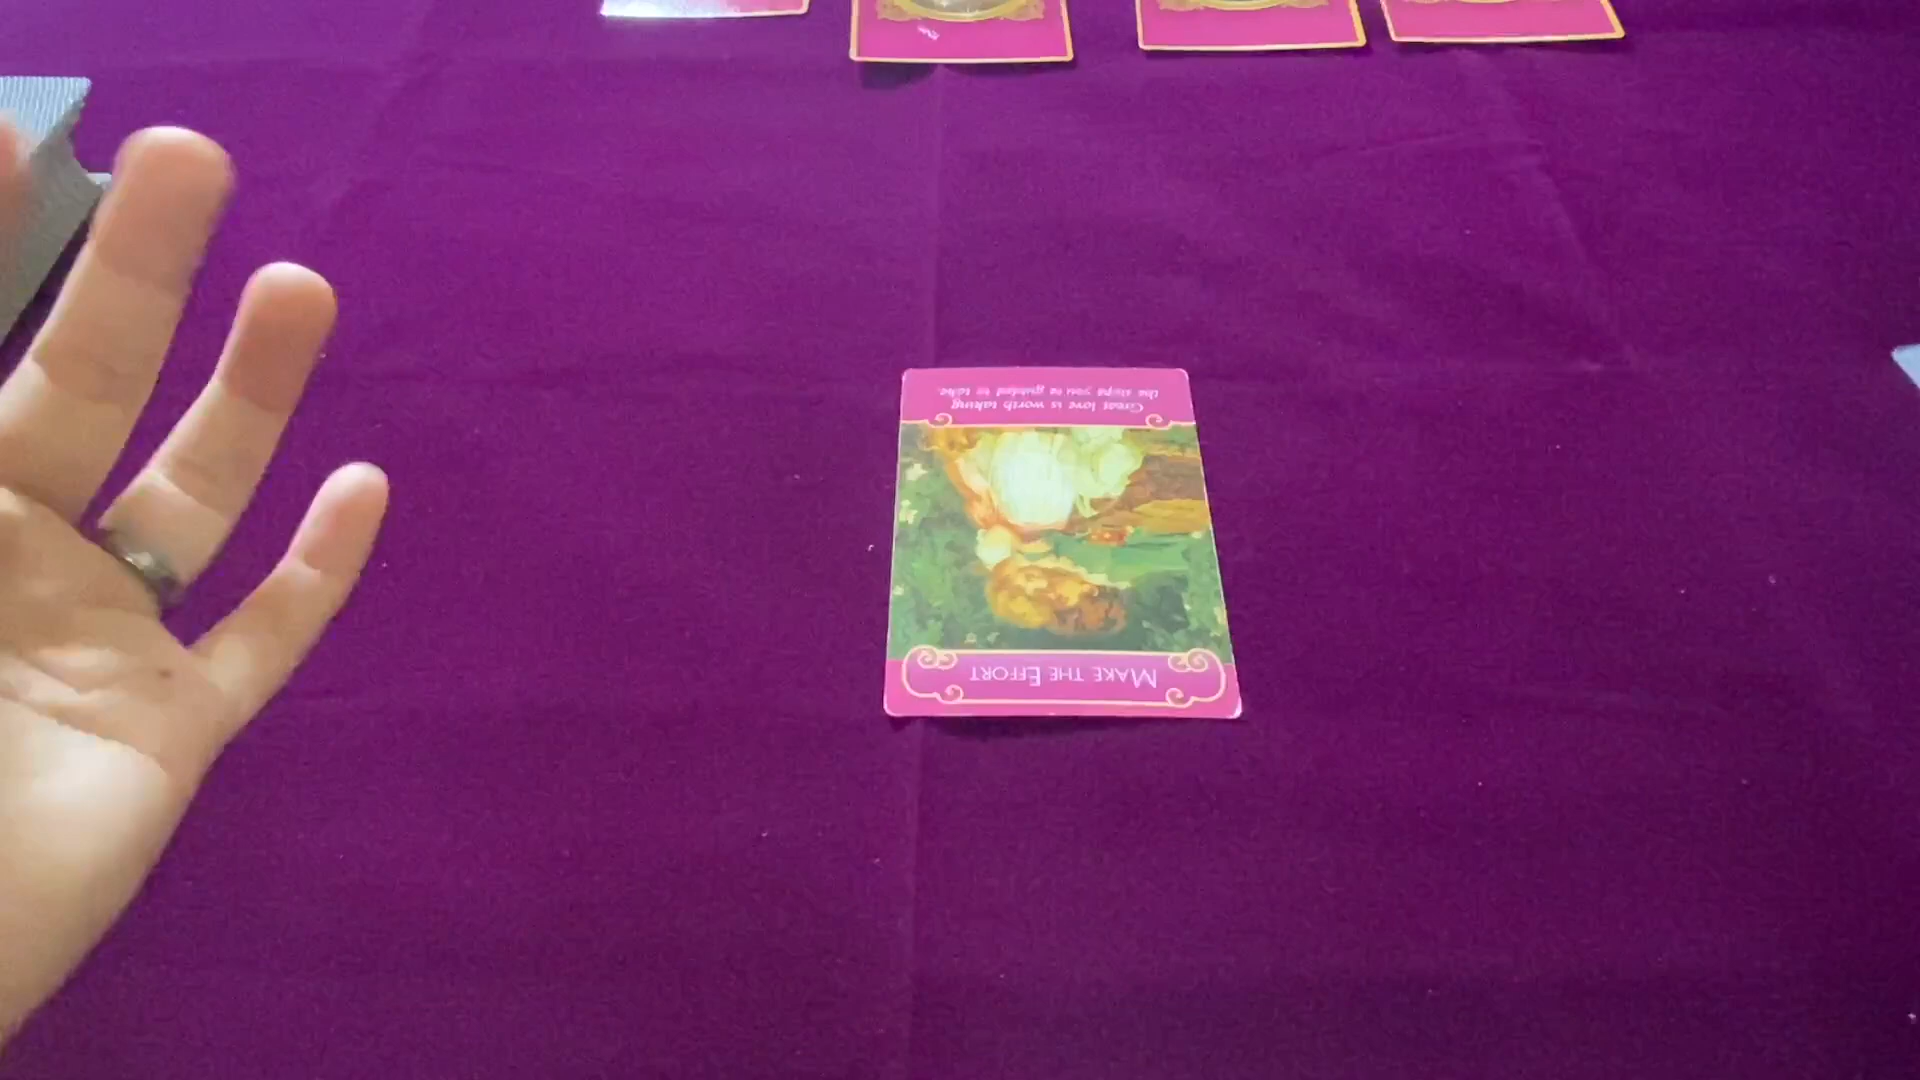 MAKE THE EFFORT
Great love is worth taking
the steps you're guided to take.